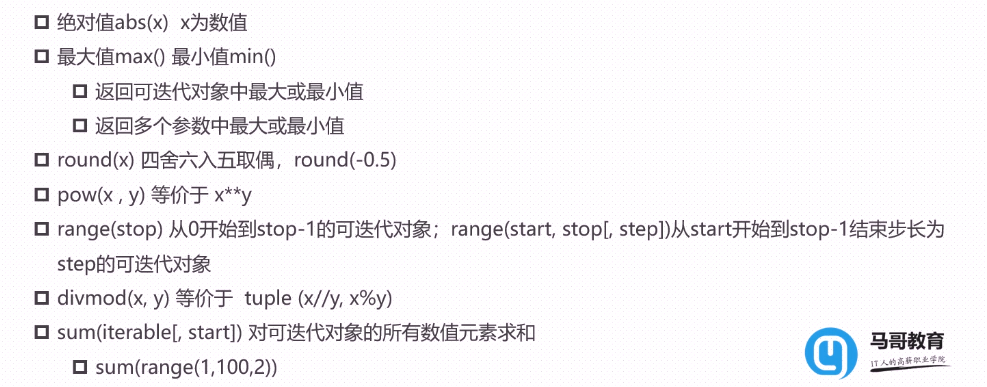 绝对值abs(x) x为数值
最大值max() 最小值min()
返回可迭代对象中最大或最小值
返回多个参数中最大或最小值
round(x) 四舍六入五取偶，round(-0.5)
pow(x , y) 等价于 x**y
range(stop) 从0开始到stop-1的可迭代对象；range(start, stop[, step])从start开始到stop-1结束步长为
step的可迭代对象
divmod(x, y) 等价于 tuple (x//y, x%y)
sum(iterable[, start]) 对可迭代对象的所有数值元素求和
sum(range(1,100,2))
马哥教育
IT人的高薪职业学院